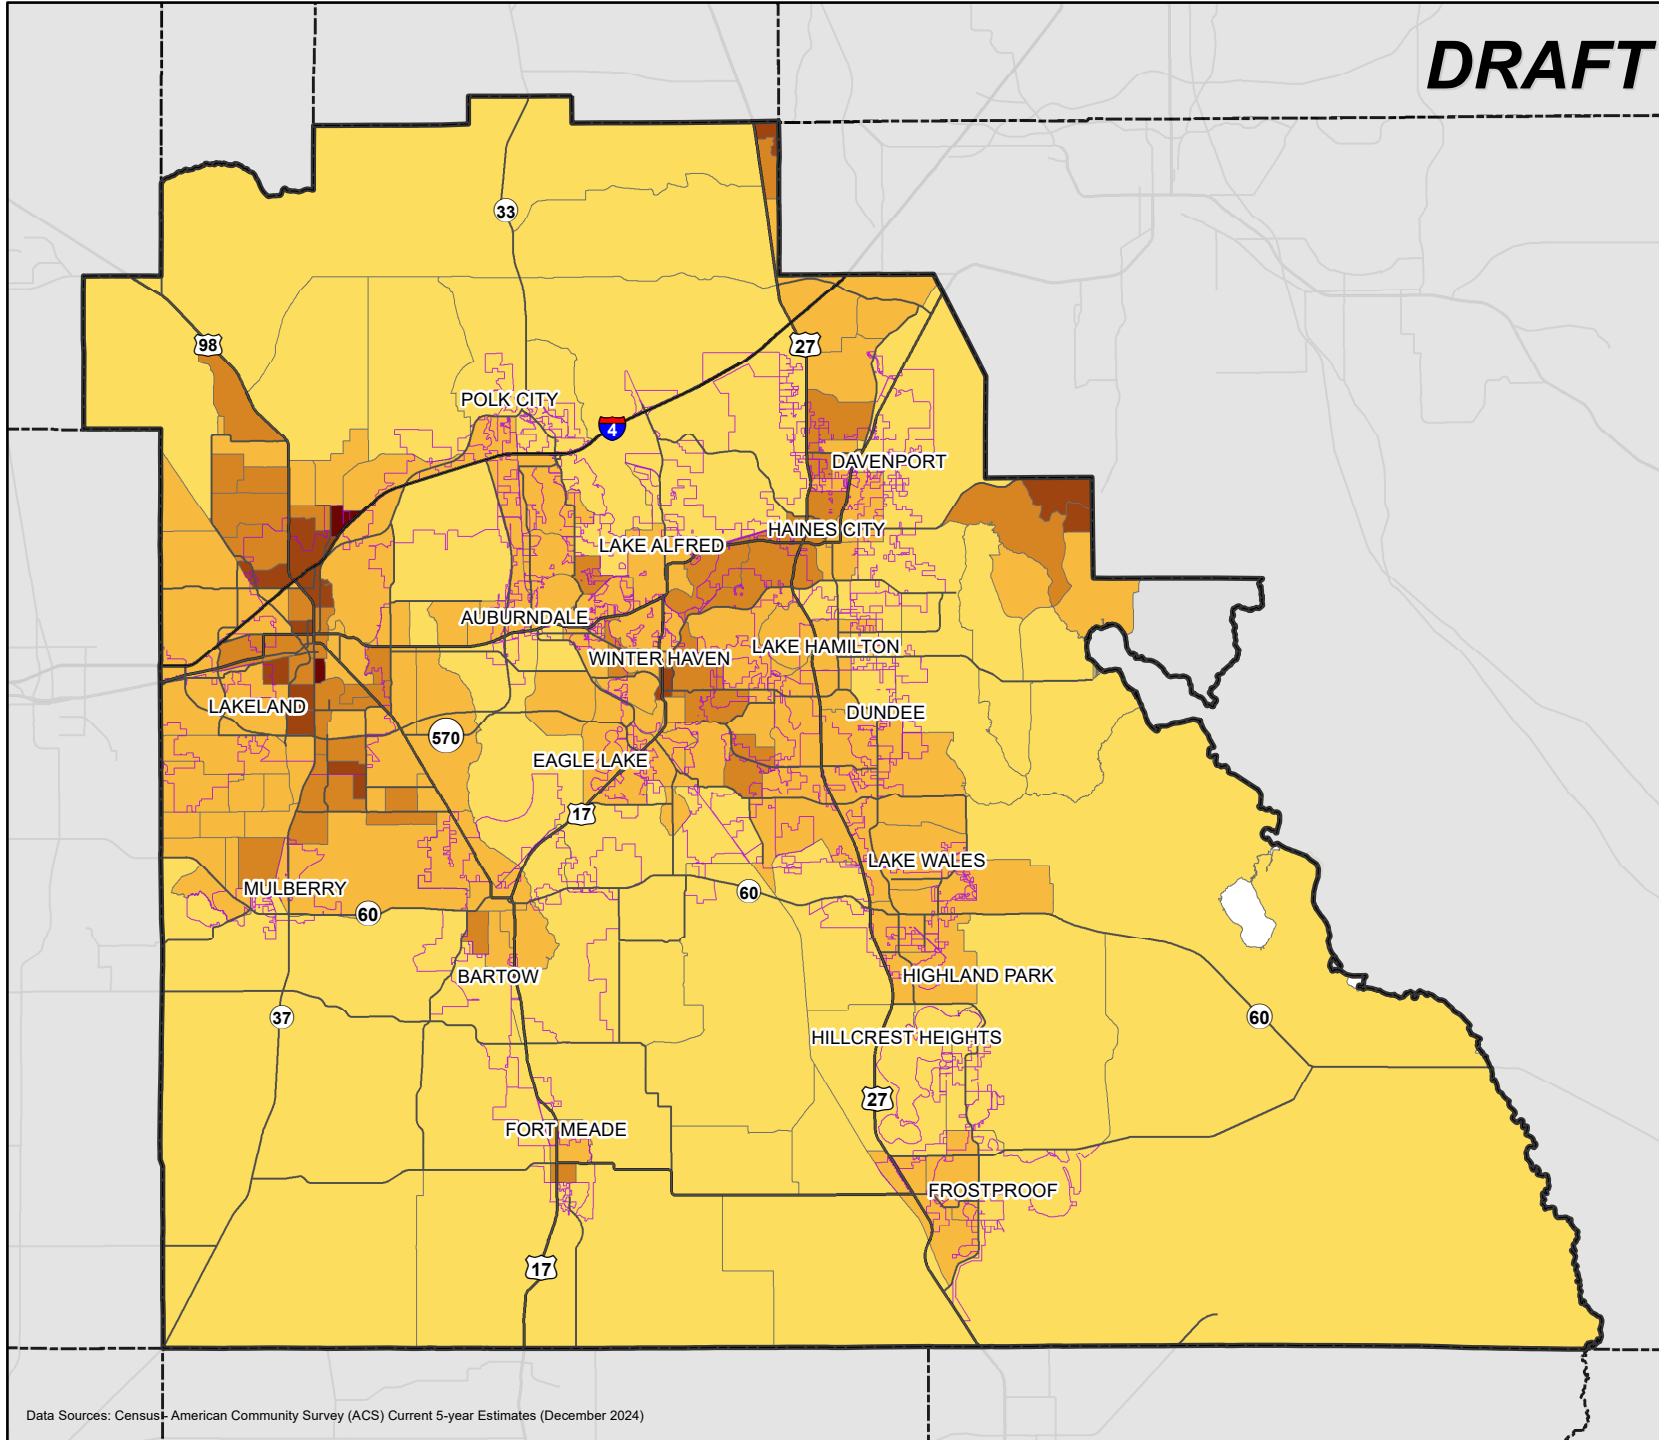 DRAFT
33
98
27
POLK CITY
4
DAVENPORT
HAINES CITY
LAKE ALFRED
AUBURNDALE
LAKE HAMILTON
WINTER HAVEN
LAKELAND
DUNDEE
570
EAGLE LAKE
17
LAKE WALES
MULBERRY
60
60
BARTOW
HIGHLAND PARK
37
60
HILLCREST HEIGHTS
27
FORT MEADE
FROSTPROOF
17
Data Sources: Census - American Community Survey (ACS) Current 5-year Estimates (December 2024)